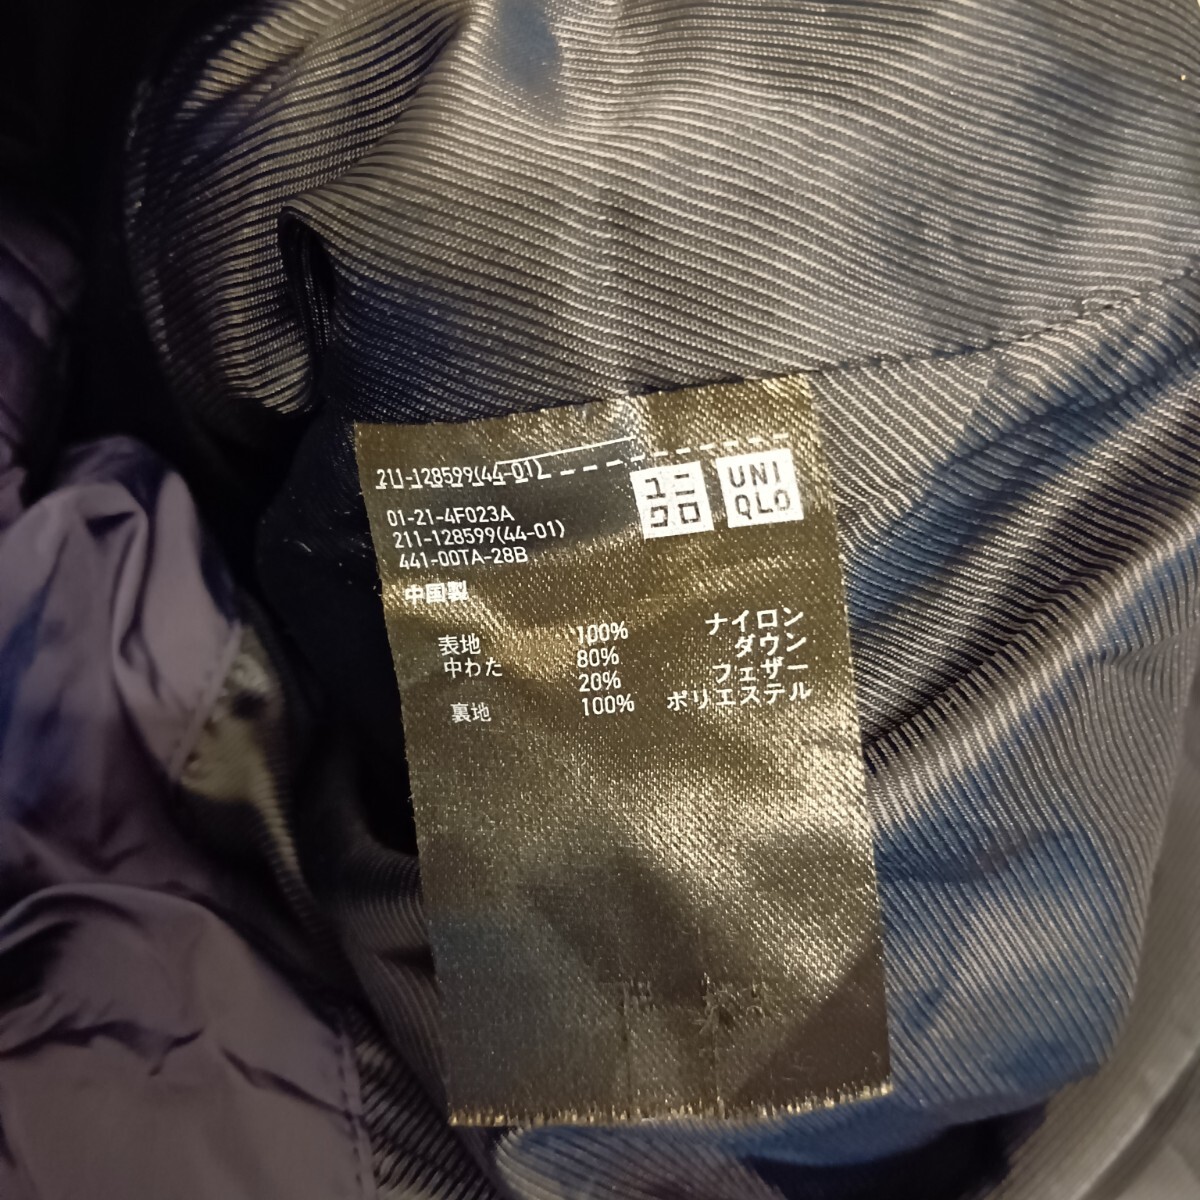 211-128599(44-01)
ユニ
クロ
UNI
QLO
01-21-4F023A
211-128599(44-01)
441-00TA-28B
中国製
表地 100% ナイロン
中わた 80% ダウン
20% フェザー
裏地 100% ポリエステル